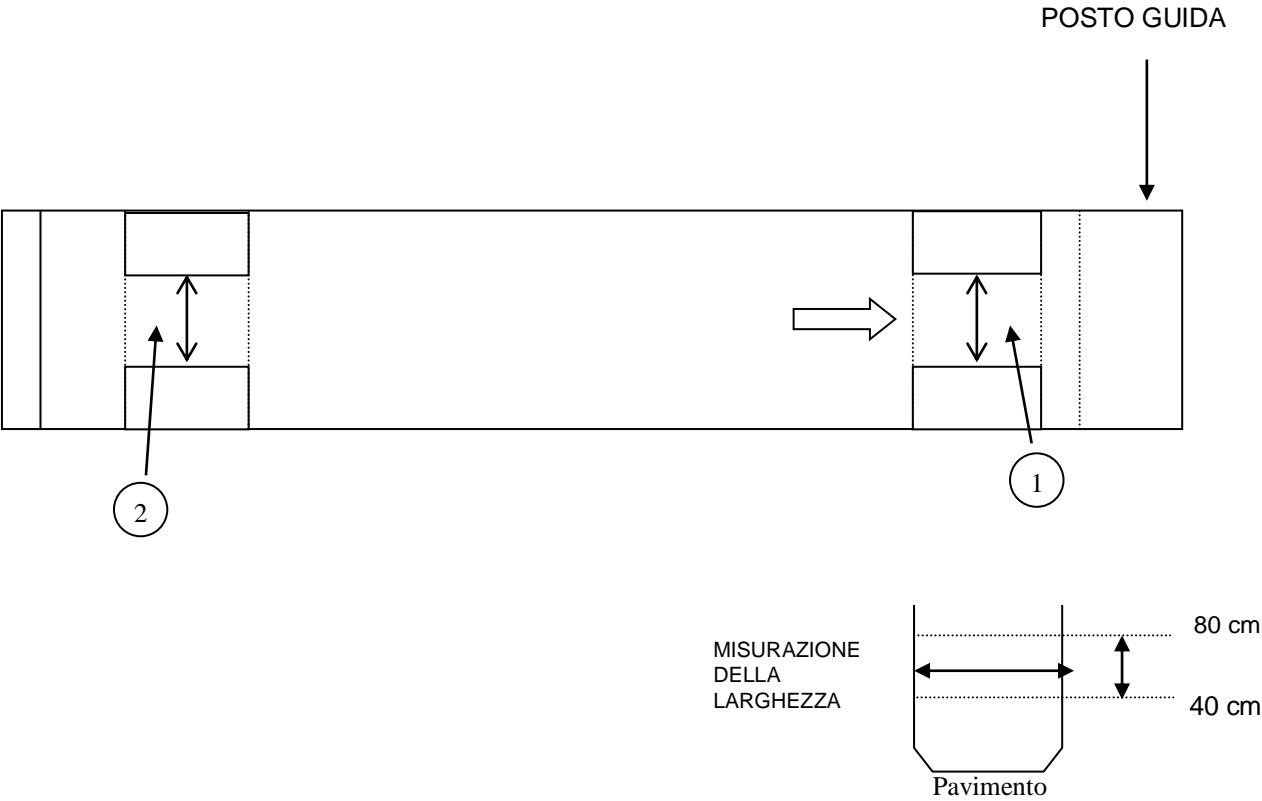 POSTO GUIDA
1
2
MISURAZIONE
DELLA
LARGHEZZA
80 cm
40 cm
Pavimento